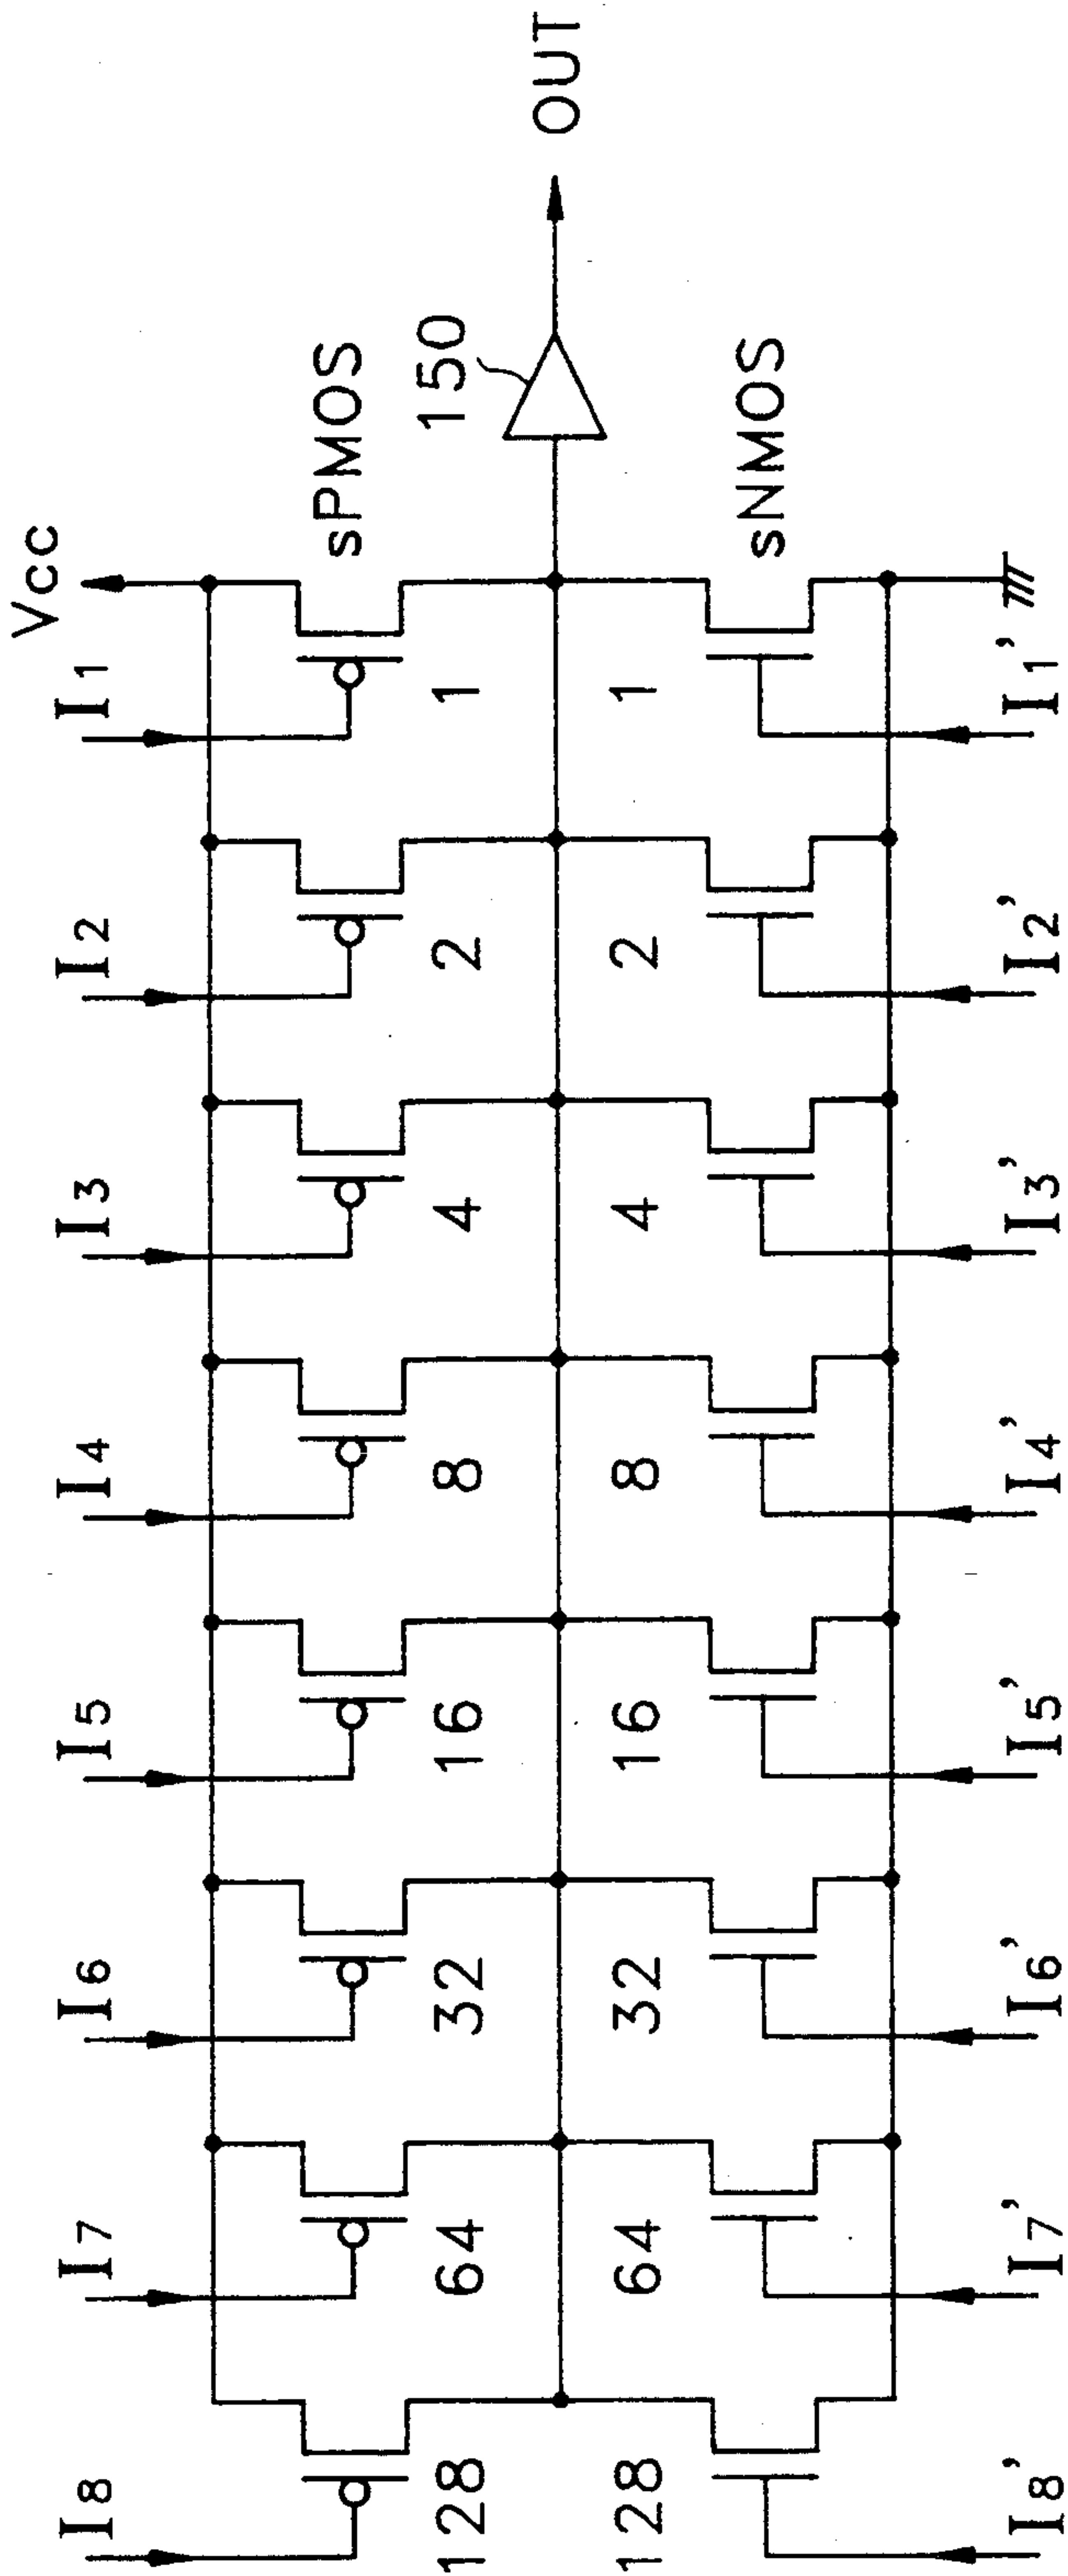 I8 I7 I6 I5 I4 I3 I2 I1 Vcc
sPMOS
128 64 32 16 8 4 2 1
150
OUT
128 64 32 16 8 4 2 1
sNMOS
I8' I7' I6' I5' I4' I3' I2' I1'